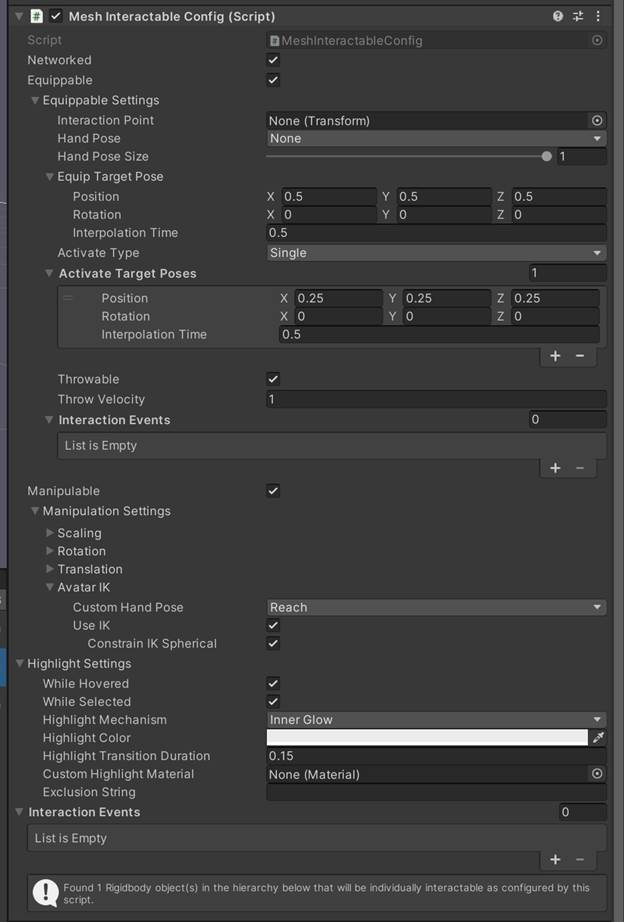 Mesh Interactable Config (Script)
Script MeshInteractableConfig
Networked
Equippable
Equippable Settings
Interaction Point None (Transform)
Hand Pose None
Hand Pose Size 1
Equip Target Pose
Position X 0.5 Y 0.5 Z 0.5
Rotation X 0 Y 0 Z 0
Interpolation Time 0.5
Activate Type Single
Activate Target Poses 1
Position X 0.25 Y 0.25 Z 0.25
Rotation X 0 Y 0 Z 0
Interpolation Time 0.5
Throwable
Throw Velocity 1
Interaction Events 0
List is Empty
Manipulable
Manipulation Settings
Scaling
Rotation
Translation
Avatar IK
Custom Hand Pose Reach
Use IK
Constrain IK Spherical
Highlight Settings
While Hovered
While Selected
Highlight Mechanism Inner Glow
Highlight Color
Highlight Transition Duration 0.15
Custom Highlight Material None (Material)
Exclusion String
Interaction Events 0
List is Empty
Found 1 Rigidbody object(s) in the hierarchy below that will be individually interactable as configured by this
script.